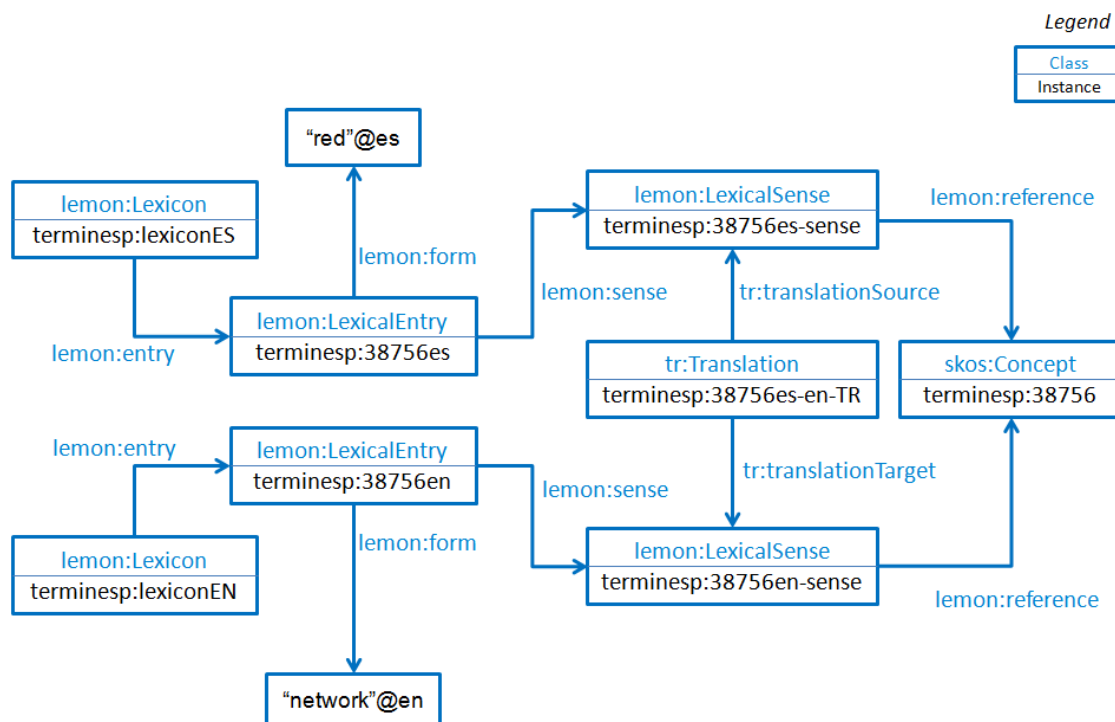 Legend
Class
Instance
“red”@es
lemon:Lexicon
terminesp:lexiconES
lemon:form
lemon:entry
lemon:LexicalEntry
terminesp:38756es
lemon:sense
lemon:LexicalSense
terminesp:38756es-sense
lemon:reference
tr:translationSource
tr:Translation
terminesp:38756es-en-TR
skos:Concept
terminesp:38756
lemon:entry
lemon:LexicalEntry
terminesp:38756en
lemon:sense
tr:translationTarget
lemon:form
lemon:Lexicon
terminesp:lexiconEN
lemon:LexicalSense
terminesp:38756en-sense
lemon:reference
“network”@en